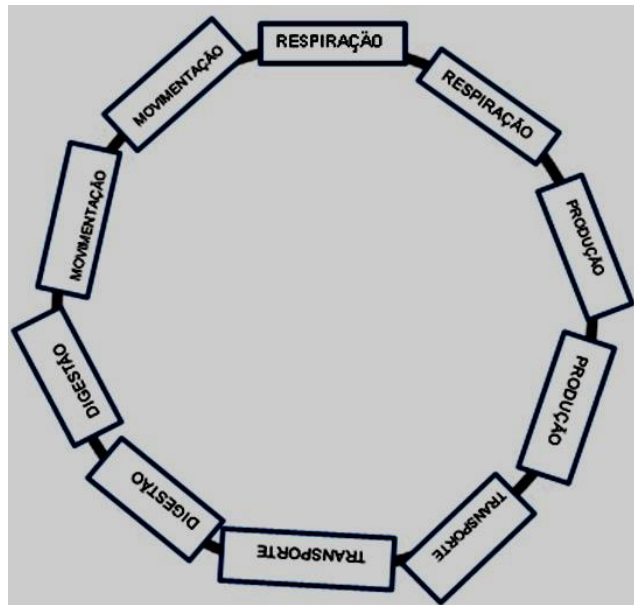 RESPIRAÇÃO
RESPIRAÇÃO
PRODUÇÃO
PRODUÇÃO
TRANSPORTE
TRANSPORTE
DIGESTÃO
DIGESTÃO
MOVIMENTAÇÃO
MOVIMENTAÇÃO